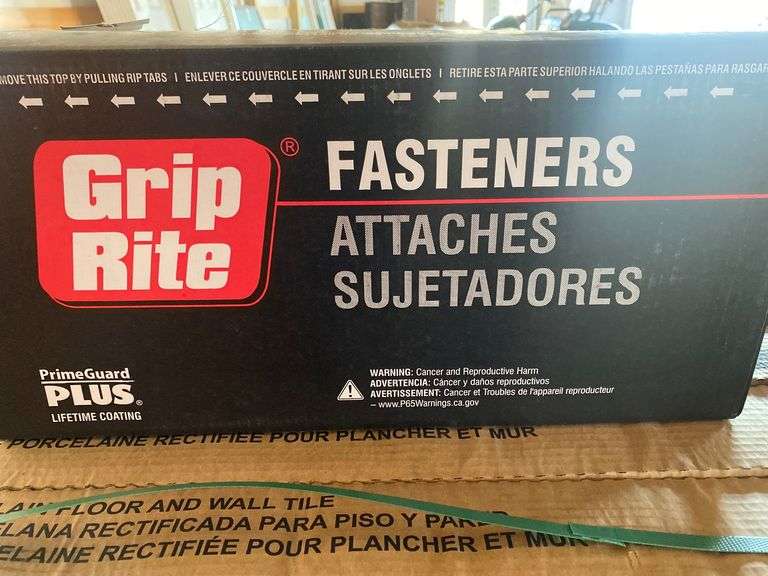 MOVE THIS TOP BY PULLING RIP TABS | ENLEVER CE COUVERCLE EN TIRANT SUR LES ONGLETS | RETIRE ESTA PARTE SUPERIOR HALANDO LAS PESTAÑAS PARA RASGAR
Grip
Rite®
FASTENERS
ATTACHES
SUJETADORES
PrimeGuard
PLUS®
LIFETIME COATING
WARNING: Cancer and Reproductive Harm
ADVERTENCIA: Cáncer y daños reproductivos
AVERTISSEMENT: Cancer et Troubles de l'appareil reproducteur
– www.P65Warnings.ca.gov
PORCELAINE RECTIFIÉE POUR PLANCHER ET MUR
LAIN FLOOR AND WALL TILE
ELANA RECTIFICADA PARA PISO Y PARED
ELAINE RECTIFIÉE POUR PLANCHER ET MUR